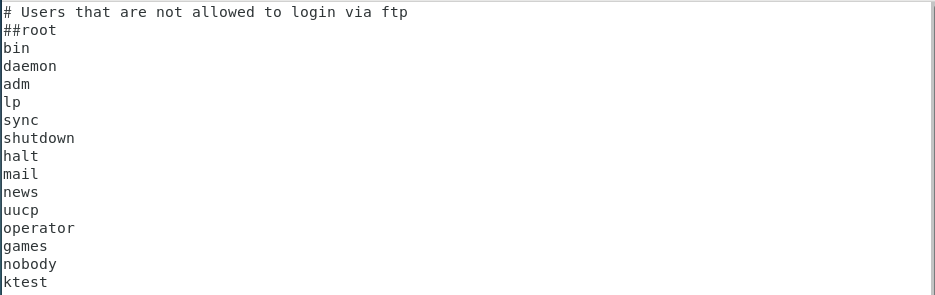 # Users that are not allowed to login via ftp
##root
bin
daemon
adm
lp
sync
shutdown
halt
mail
news
uucp
operator
games
nobody
ktest